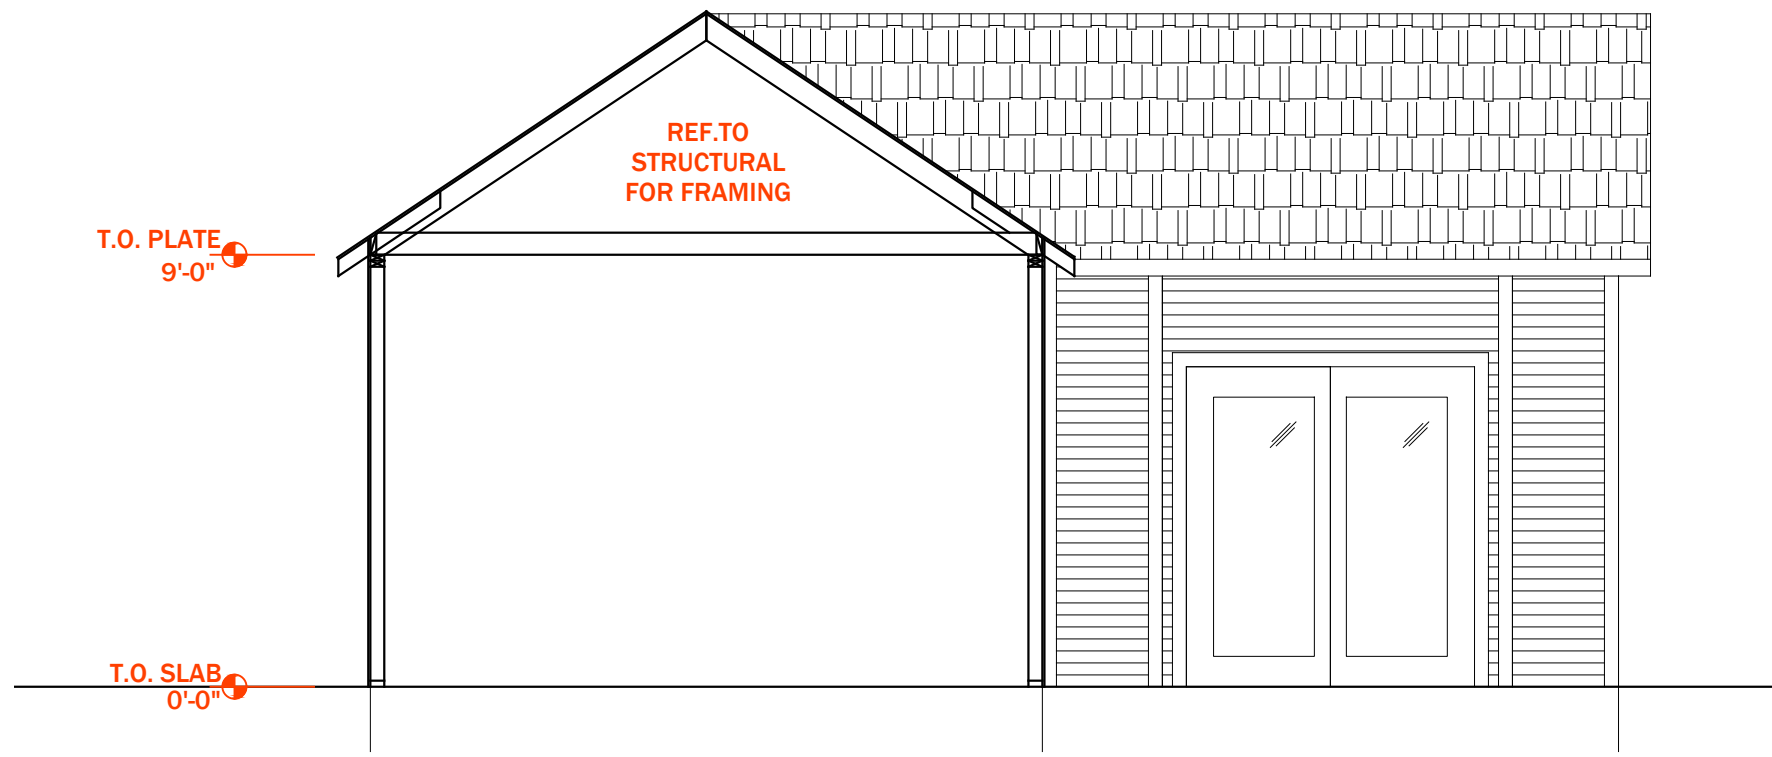 REF.TO
STRUCTURAL
FOR FRAMING
T.O. PLATE
9'-0"
T.O. SLAB
0'-0"